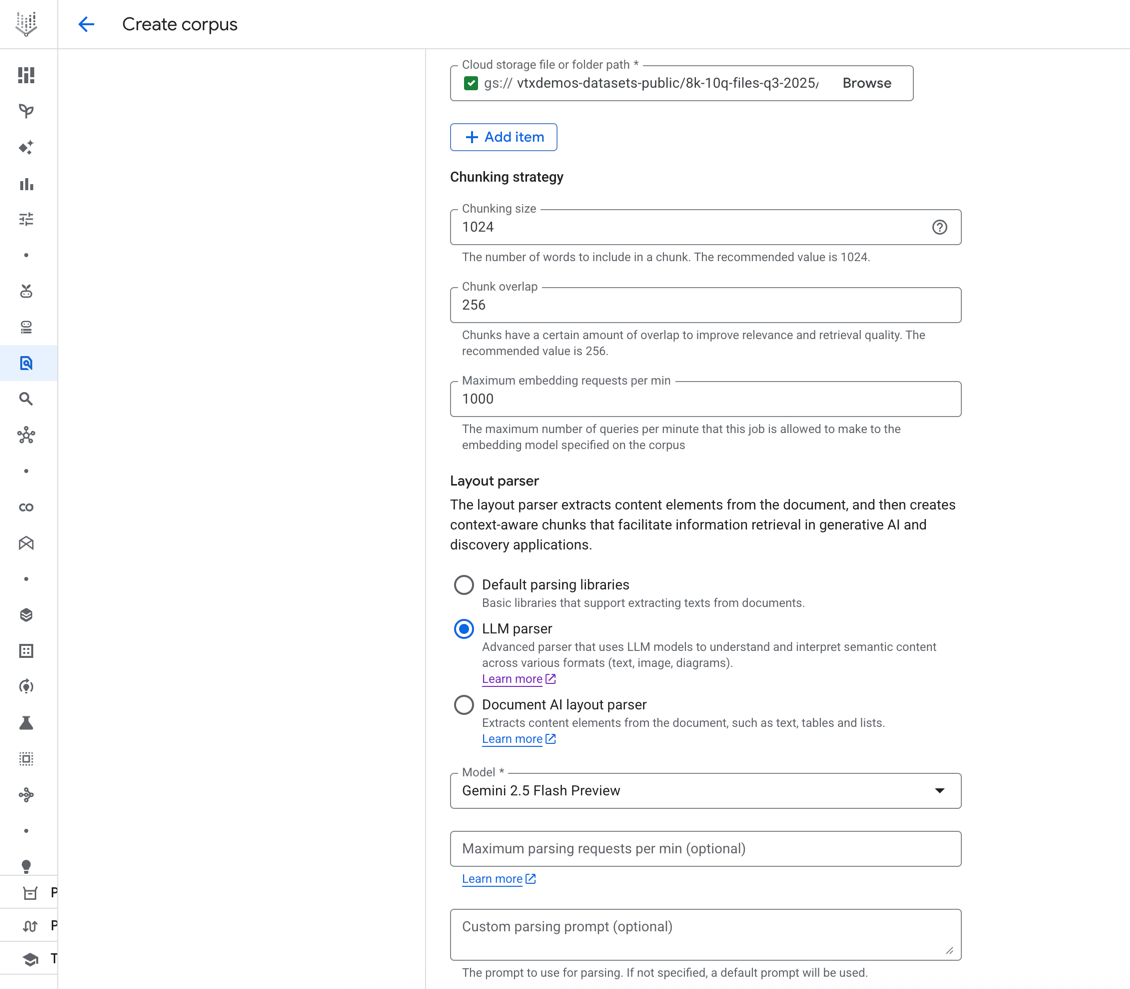 Create corpus
Cloud storage file or folder path *
gs:// vtxdemos-datasets-public/8k-10q-files-q3-2025/
Browse
Add item
Chunking strategy
Chunking size
1024
The number of words to include in a chunk. The recommended value is 1024.
Chunk overlap
256
Chunks have a certain amount of overlap to improve relevance and retrieval quality. The
recommended value is 256.
Maximum embedding requests per min
1000
The maximum number of queries per minute that this job is allowed to make to the
embedding model specified on the corpus
Layout parser
The layout parser extracts content elements from the document, and then creates
context-aware chunks that facilitate information retrieval in generative AI and
discovery applications.
Default parsing libraries
Basic libraries that support extracting texts from documents.
LLM parser
Advanced parser that uses LLM models to understand and interpret semantic content
across various formats (text, image, diagrams).
Learn more
Document AI layout parser
Extracts content elements from the document, such as text, tables and lists.
Learn more
Model *
Gemini 2.5 Flash Preview
Maximum parsing requests per min (optional)
Learn more
Custom parsing prompt (optional)
The prompt to use for parsing. If not specified, a default prompt will be used.
P
P
T